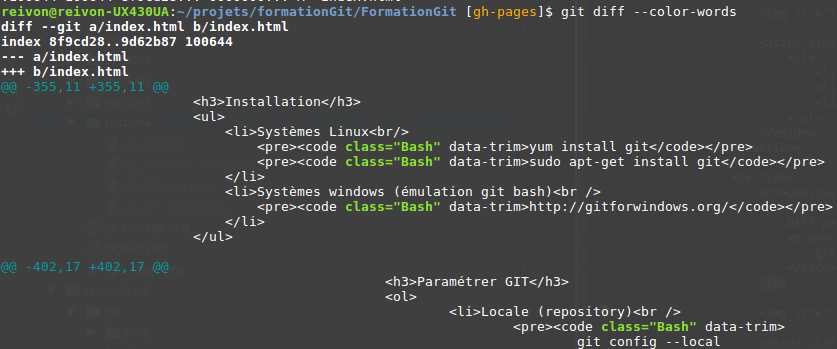 reivon@reivon-UX430UA:~/projets/formationGit/FormationGit [gh-pages]$ git diff --color-words
diff --git a/index.html b/index.html
index 8f9cd28..9d62b87 100644
--- a/index.html
+++ b/index.html
@@ -355,11 +355,11 @@
<h3>Installation</h3>
<ul>
<li>Systèmes Linux<br/>
<pre><code class="Bash" data-trim>yum install git</code></pre>
<pre><code class="Bash" data-trim>sudo apt-get install git</code></pre>
</li>
<li>Systèmes windows (émulation git bash)<br />
<pre><code class="Bash" data-trim>http://gitforwindows.org/</code></pre>
</li>
</ul>
@@ -402,17 +402,17 @@
<h3>Paramétrer GIT</h3>
<ol>
<li>Locale (repository)<br />
<pre><code class="Bash" data-trim>
git config --local